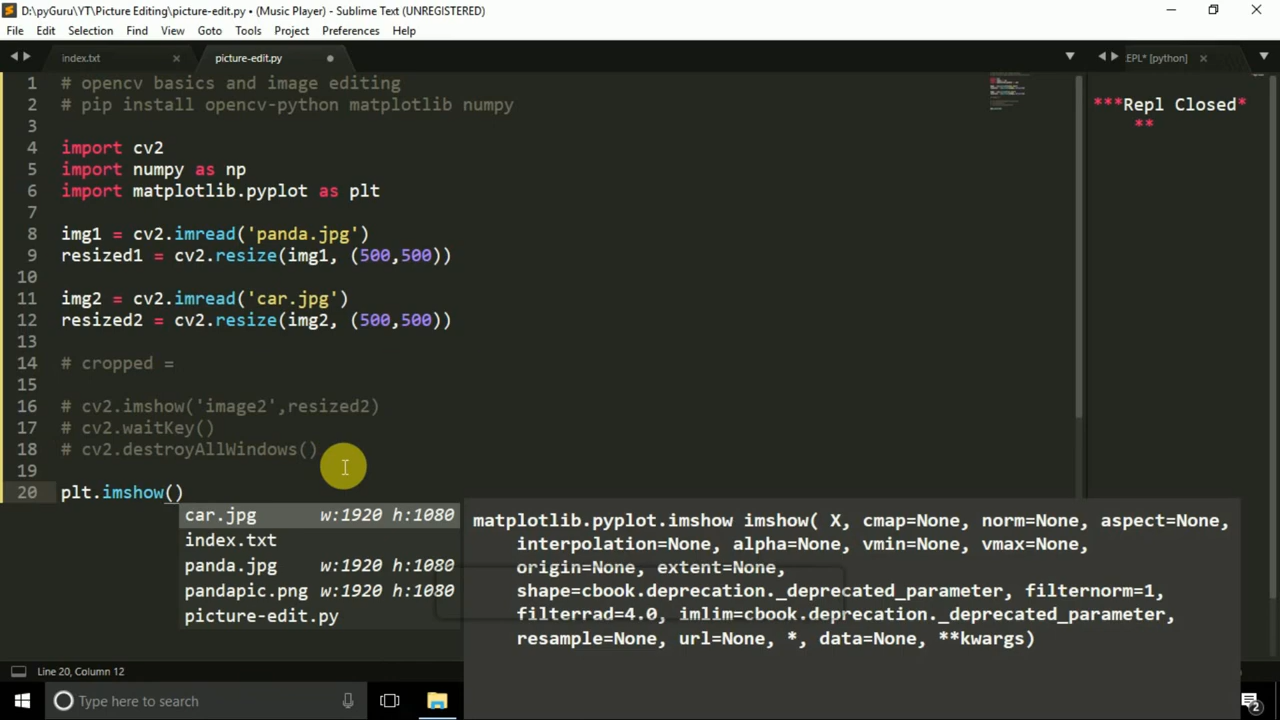 D:\pyGuru\YT\Picture Editing\picture-edit.py • (Music Player) - Sublime Text (UNREGISTERED)
File Edit Selection Find View Goto Tools Project Preferences Help
index.txt picture-edit.py EPL* [python]
1 # opencv basics and image editing
2 # pip install opencv-python matplotlib numpy
3
4 import cv2
5 import numpy as np
6 import matplotlib.pyplot as plt
7
8 img1 = cv2.imread('panda.jpg')
9 resized1 = cv2.resize(img1, (500,500))
10
11 img2 = cv2.imread('car.jpg')
12 resized2 = cv2.resize(img2, (500,500))
13
14 # cropped =
15
16 # cv2.imshow('image2',resized2)
17 # cv2.waitKey()
18 # cv2.destroyAllWindows()
19
20 plt.imshow()
***Repl Closed*
**
car.jpg w:1920 h:1080
index.txt
panda.jpg w:1920 h:1080
pandapic.png w:1920 h:1080
picture-edit.py
matplotlib.pyplot.imshow imshow( X, cmap=None, norm=None, aspect=None,
interpolation=None, alpha=None, vmin=None, vmax=None,
origin=None, extent=None,
shape=cbook.deprecation._deprecated_parameter, filternorm=1,
filterrad=4.0, imlim=cbook.deprecation._deprecated_parameter,
resample=None, url=None, *, data=None, **kwargs)
Line 20, Column 12
Type here to search
2